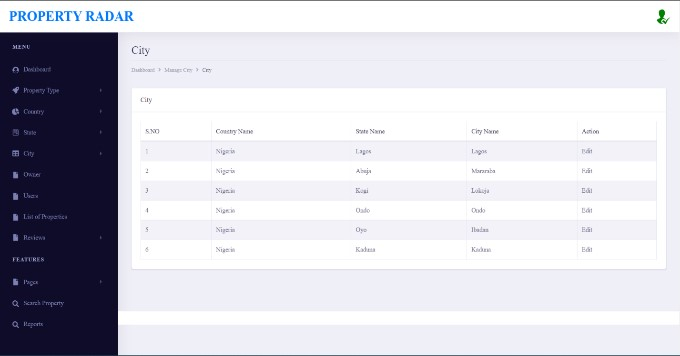 PROPERTY RADAR
MENU
Dashboard
Property Type
Country
State
City
Owner
Users
List of Properties
Reviews
FEATURES
Pages
Search Property
Reports
City
Dashboard > Manage City > City
City
S.NO Country Name State Name City Name Action
1 Nigeria Lagos Lagos Edit
2 Nigeria Abuja Mararaba Edit
3 Nigeria Kogi Lokoja Edit
4 Nigeria Ondo Ondo Edit
5 Nigeria Oyo Ibadan Edit
6 Nigeria Kaduna Kaduna Edit